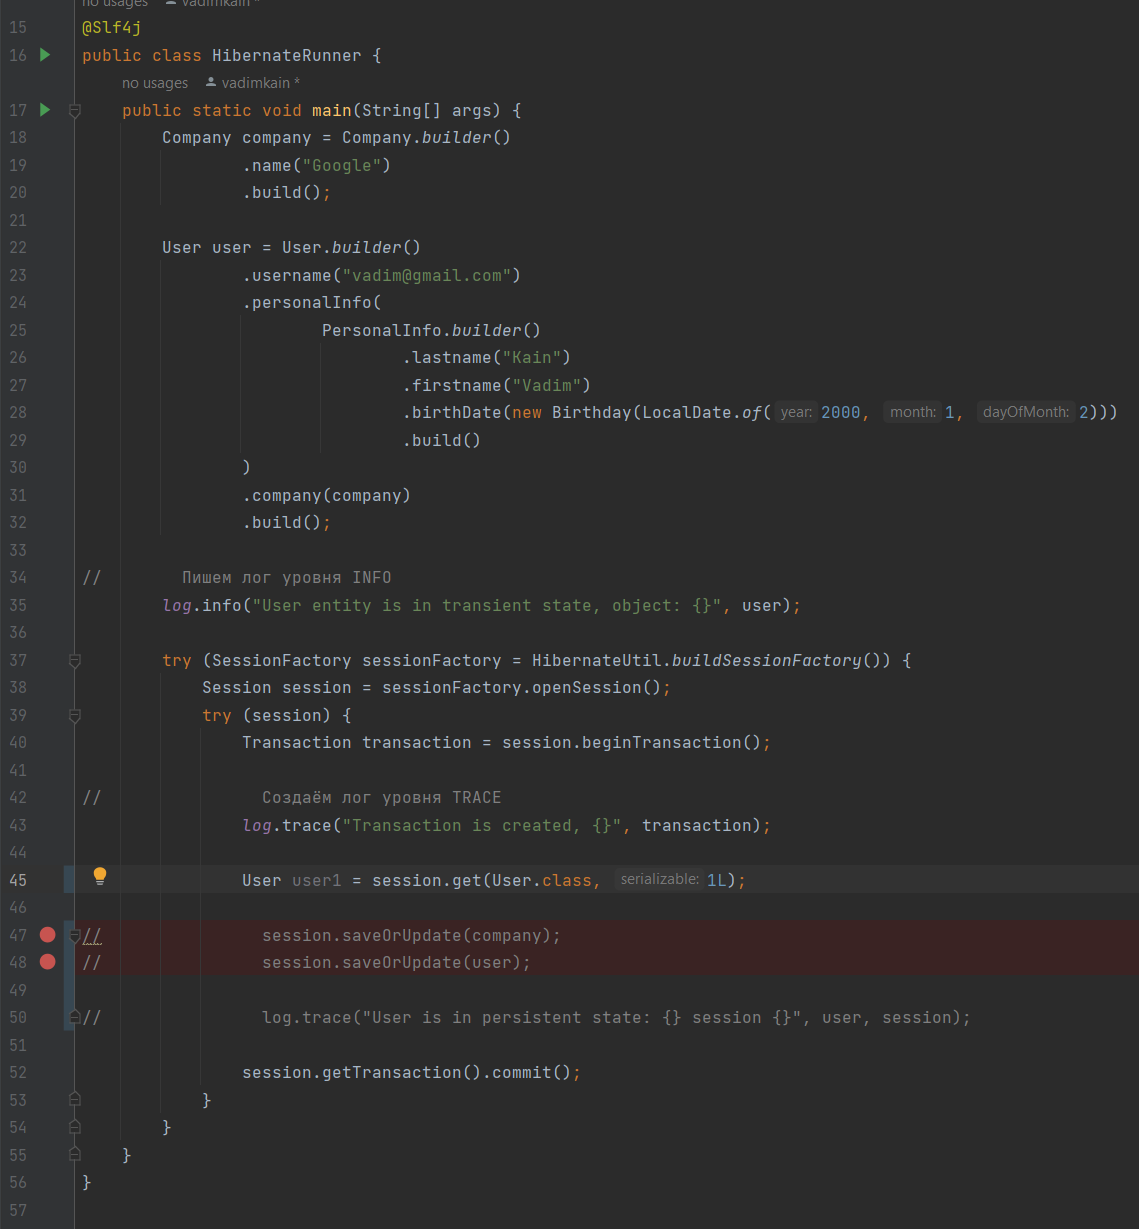 no usages vadimkain *
15 @Slf4j
16 public class HibernateRunner {
no usages vadimkain *
17 public static void main(String[] args) {
18 Company company = Company.builder()
19 .name("Google")
20 .build();
21
22 User user = User.builder()
23 .username("vadim@gmail.com")
24 .personalInfo(
25 PersonalInfo.builder()
26 .lastname("Kain")
27 .firstname("Vadim")
28 .birthDate(new Birthday(LocalDate.of( year: 2000, month: 1, dayOfMonth: 2)))
29 .build()
30 )
31 .company(company)
32 .build();
33
34 // Пишем лог уровня INFO
35 log.info("User entity is in transient state, object: {}", user);
36
37 try (SessionFactory sessionFactory = HibernateUtil.buildSessionFactory()) {
38 Session session = sessionFactory.openSession();
39 try (session) {
40 Transaction transaction = session.beginTransaction();
41
42 // Создаём лог уровня TRACE
43 log.trace("Transaction is created, {}", transaction);
44
45 User user1 = session.get(User.class, serializable: 1L);
46
47 // session.saveOrUpdate(company);
48 // session.saveOrUpdate(user);
49
50 // log.trace("User is in persistent state: {} session {}", user, session);
51
52 session.getTransaction().commit();
53 }
54 }
55 }
56 }
57